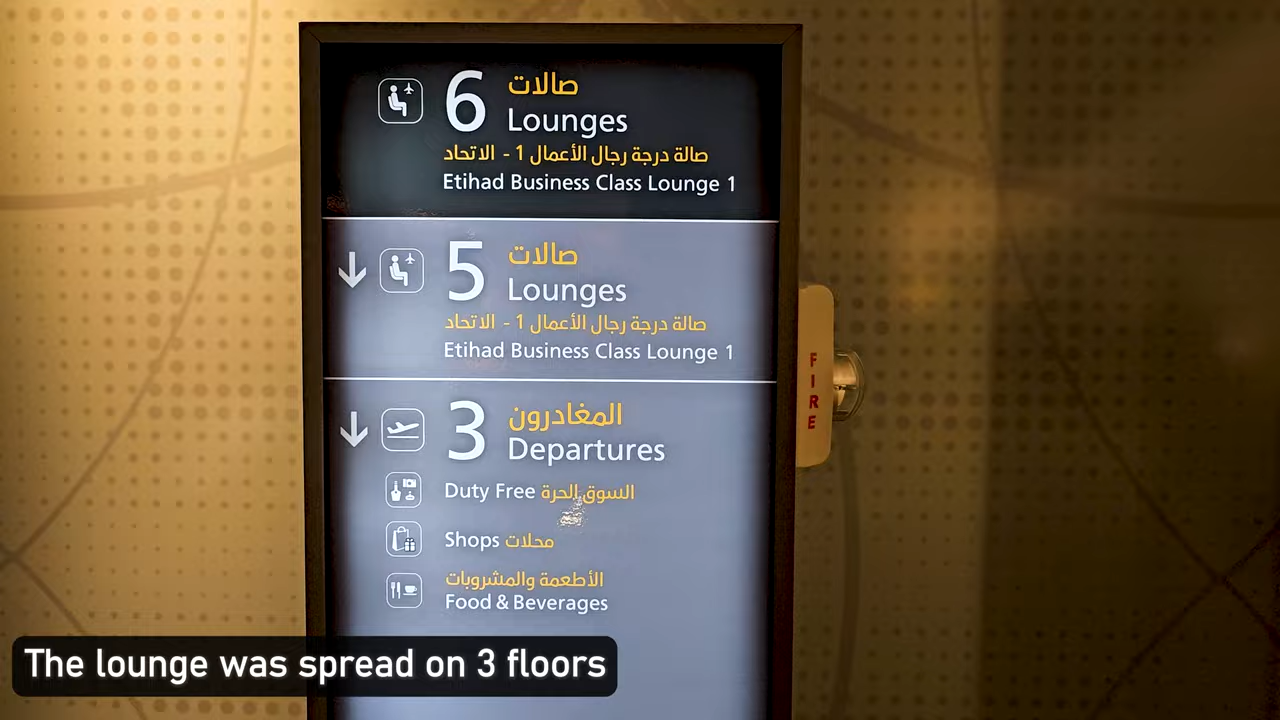 6 صالات
Lounges
صالة درجة رجال الأعمال 1 - الاتحاد
Etihad Business Class Lounge 1
5 صالات
Lounges
صالة درجة رجال الأعمال 1 - الاتحاد
Etihad Business Class Lounge 1
3 المغادرون
Departures
Duty Free السوق الحرة
Shops محلات
الأطعمة والمشروبات
Food & Beverages
FIRE
The lounge was spread on 3 floors